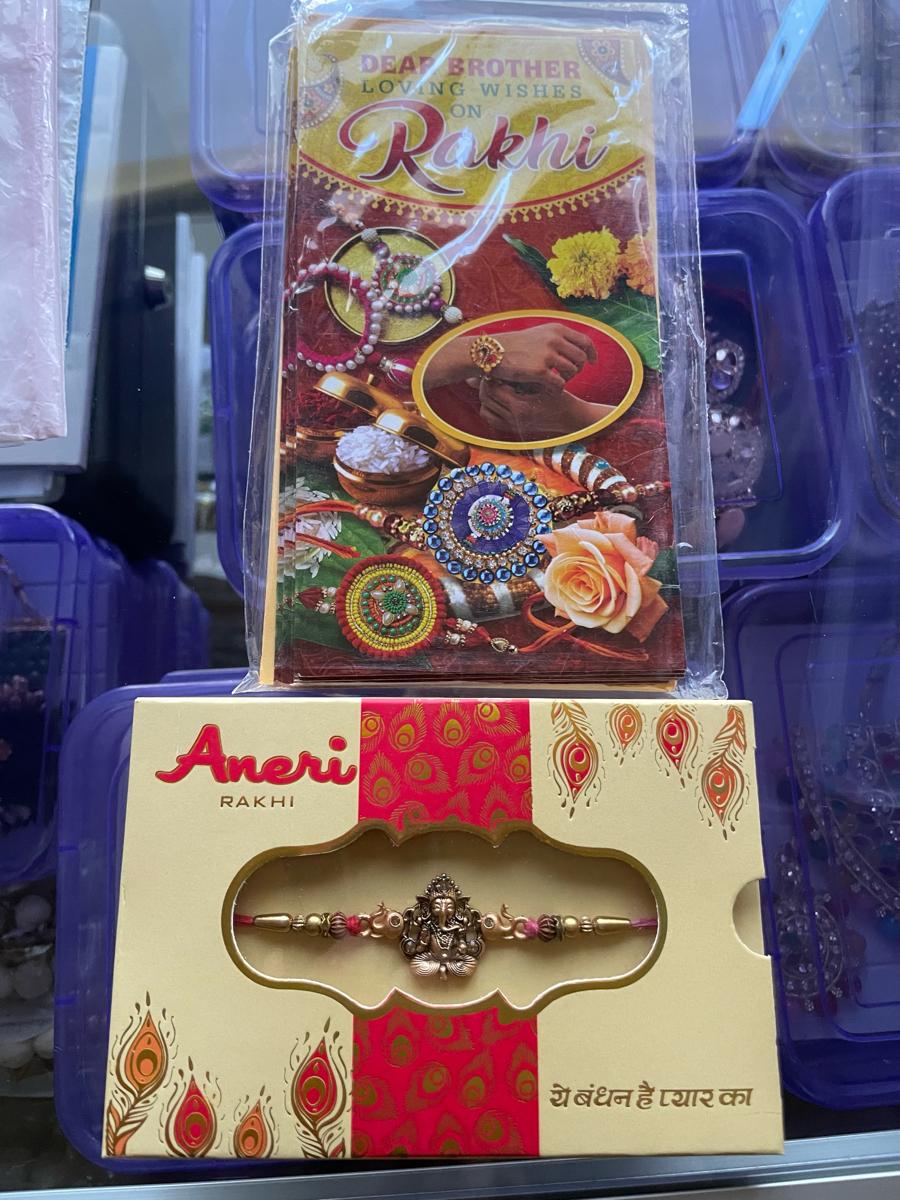 DEAR BROTHER
LOVING WISHES
ON
Rakhi
Aneri
RAKHI
ये बंधन है प्यार का